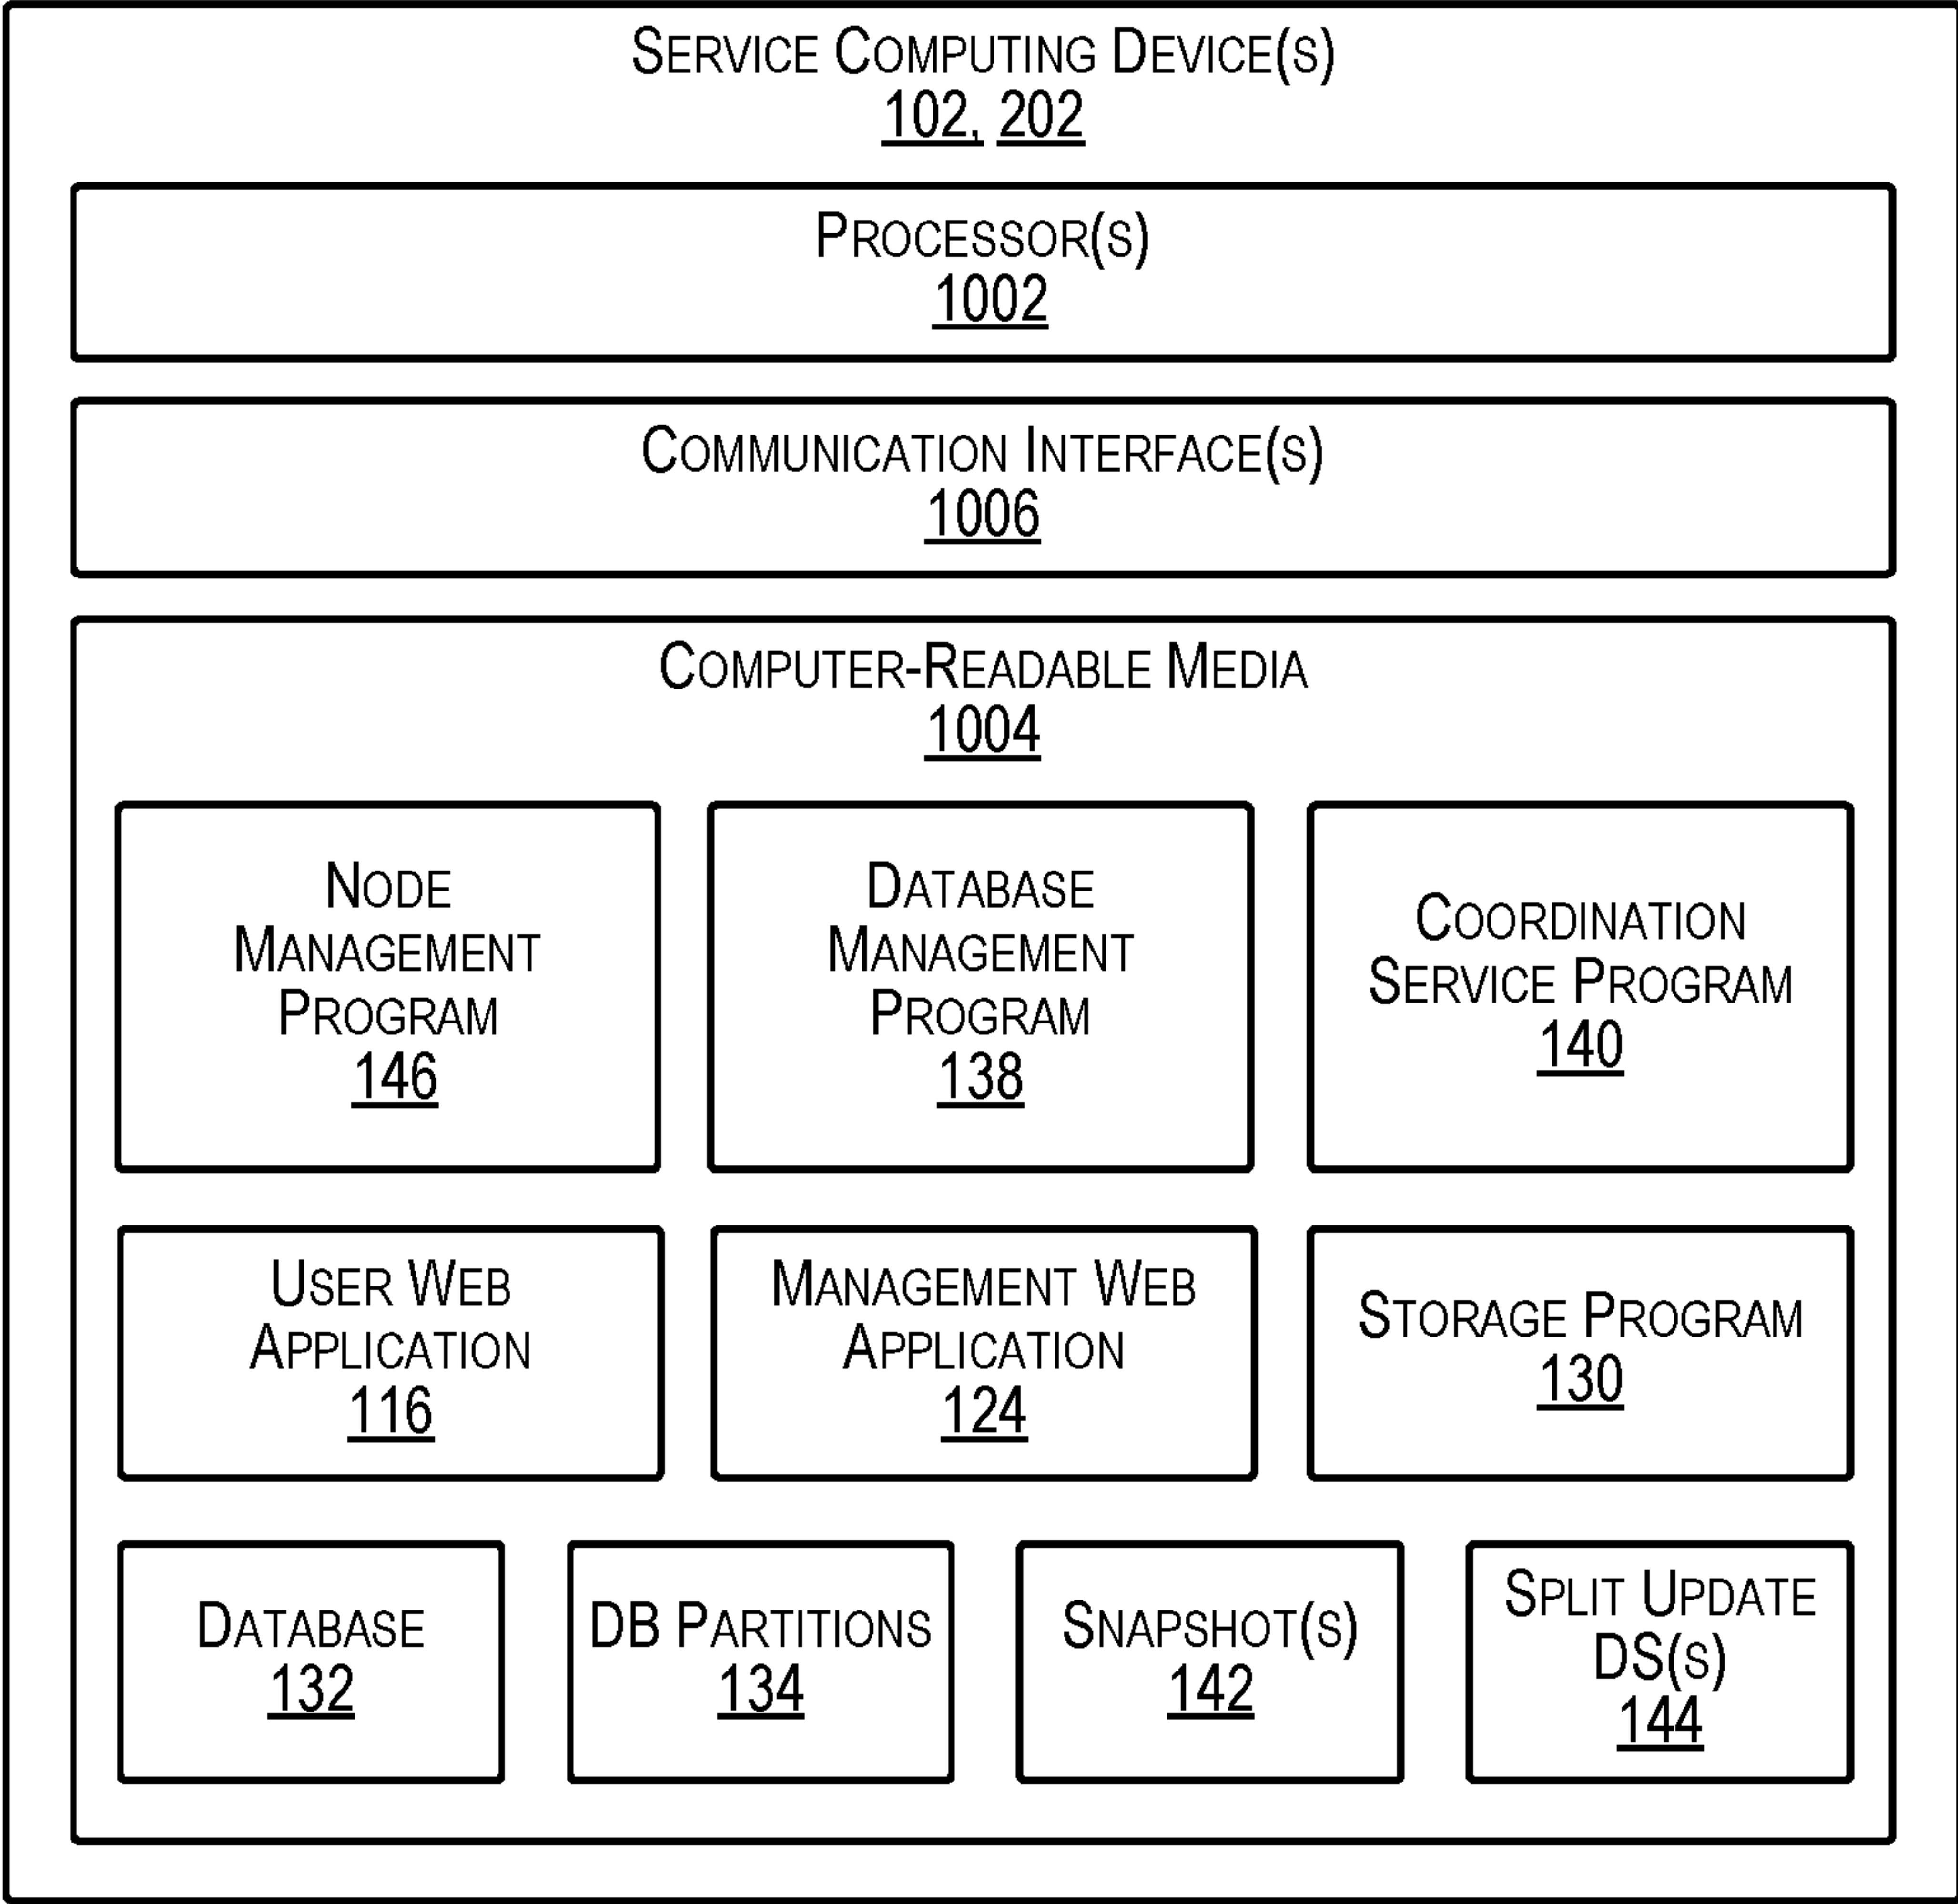 SERVICE COMPUTING DEVICE(S)
102, 202
PROCESSOR(S)
1002
COMMUNICATION INTERFACE(S)
1006
COMPUTER-READABLE MEDIA
1004
NODE
MANAGEMENT
PROGRAM
146
DATABASE
MANAGEMENT
PROGRAM
138
COORDINATION
SERVICE PROGRAM
140
USER WEB
APPLICATION
116
MANAGEMENT WEB
APPLICATION
124
STORAGE PROGRAM
130
DATABASE
132
DB PARTITIONS
134
SNAPSHOT(S)
142
SPLIT UPDATE
DS(S)
144